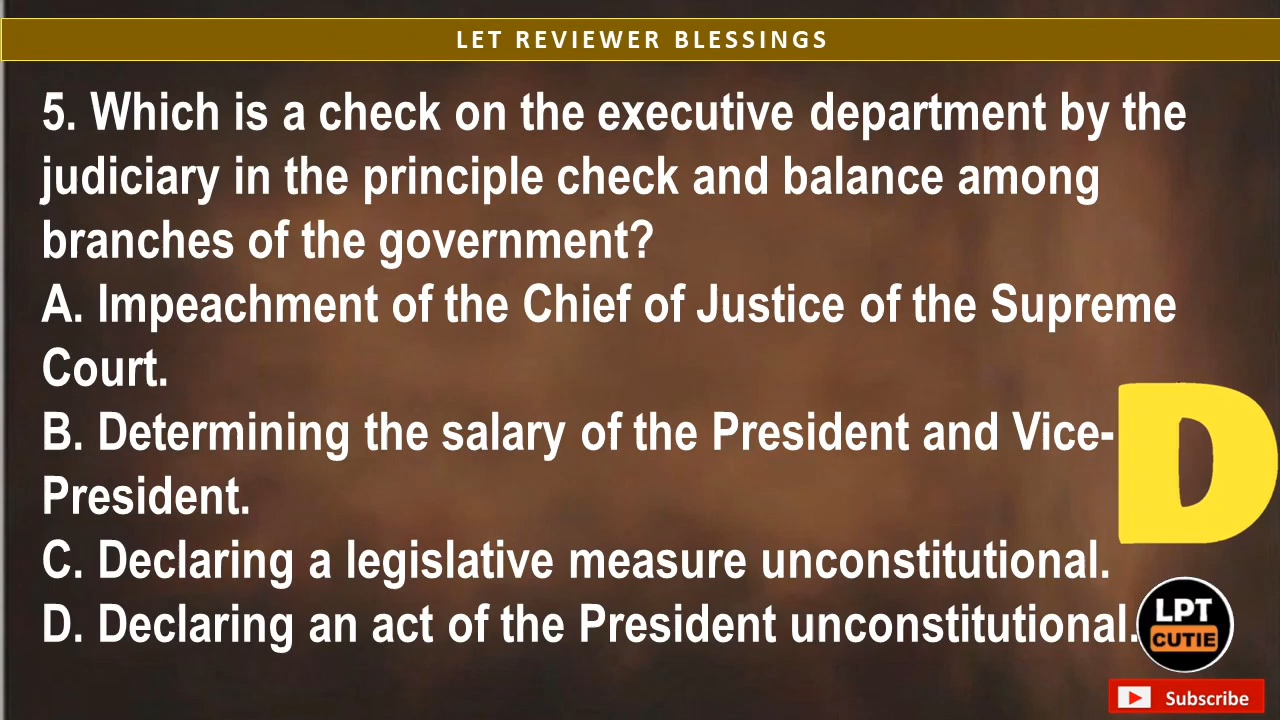 LET REVIEWER BLESSINGS
5. Which is a check on the executive department by the
judiciary in the principle check and balance among
branches of the government?
A. Impeachment of the Chief of Justice of the Supreme
Court.
B. Determining the salary of the President and Vice-
President.
C. Declaring a legislative measure unconstitutional.
D. Declaring an act of the President unconstitutional.
D
LPT
CUTIE
Subscribe